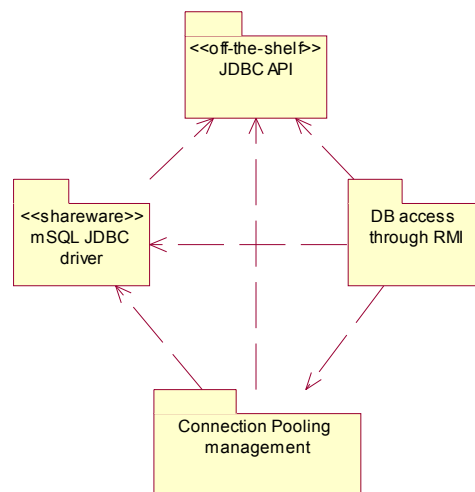 <<off-the-shelf>>
JDBC API
<<shareware>>
mSQL JDBC
driver
DB access
through RMI
Connection Pooling
management